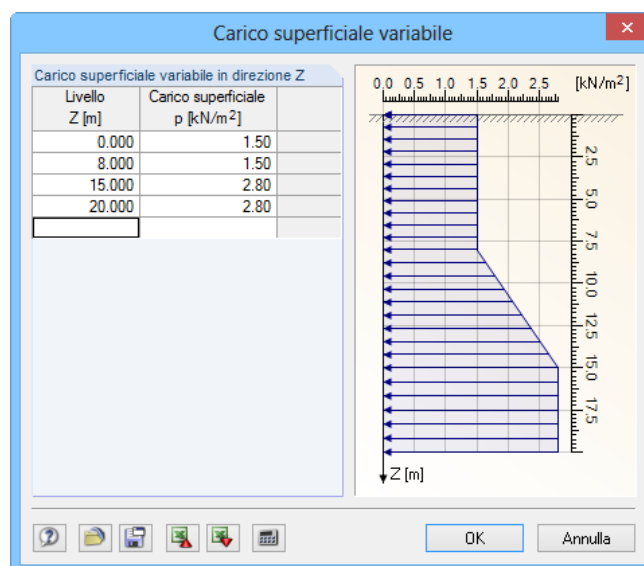 Carico superficiale variabile
Carico superficiale variabile in direzione Z
Livello Carico superficiale
Z [m] p [kN/m²]
0.000 1.50
8.000 1.50
15.000 2.80
20.000 2.80
0.0 0.5 1.0 1.5 2.0 2.5 [kN/m²]
2.5
5.0
7.5
10.0
12.5
15.0
17.5
Z [m]
OK Annulla